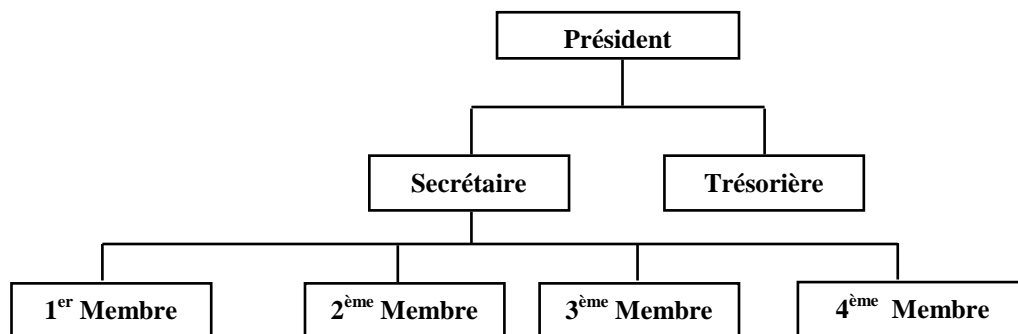 Président
Secrétaire
Trésorière
1er Membre
2ème Membre
3ème Membre
4ème Membre